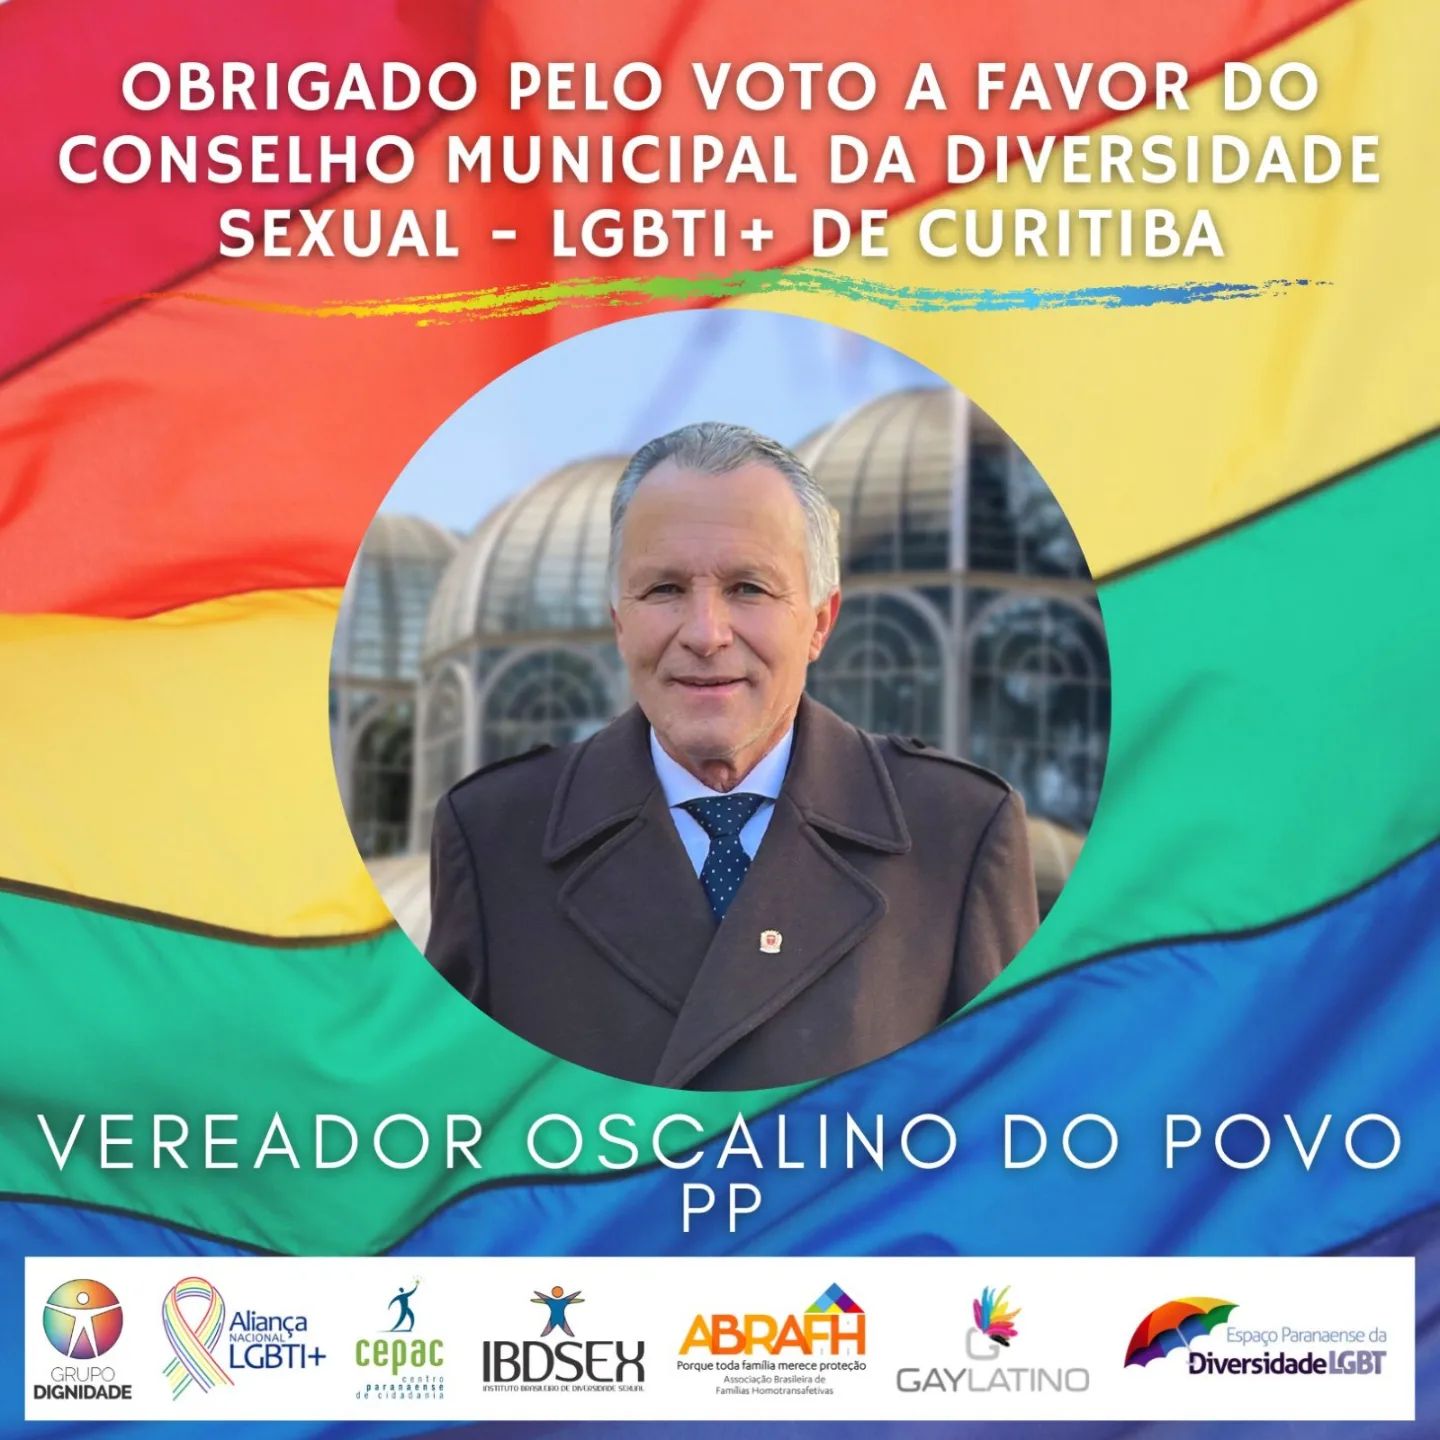 OBRIGADO PELO VOTO A FAVOR DO
CONSELHO MUNICIPAL DA DIVERSIDADE
SEXUAL - LGBTI+ DE CURITIBA
VEREADOR OSCALINO DO POVO
PP
GRUPO
DIGNIDADE
Aliança
NACIONAL
LGBTI+
cepac
centro
paranaense
de cidadania
IBDSEX
INSTITUTO BRASILEIRO DE DIVERSIDADE SEXUAL
ABRAFH
Porque toda família merece proteção
Associação Brasileira de
Famílias Homotransafetivas
G
GAYLATINO
Espaço Paranaense da
DiversidadeLGBT